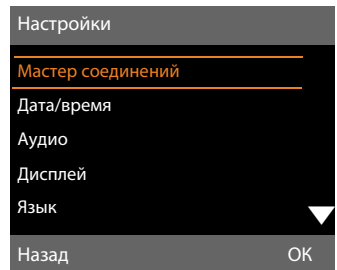 Настройки
Мастер соединений
Дата/время
Аудио
Дисплей
Язык
Назад OK